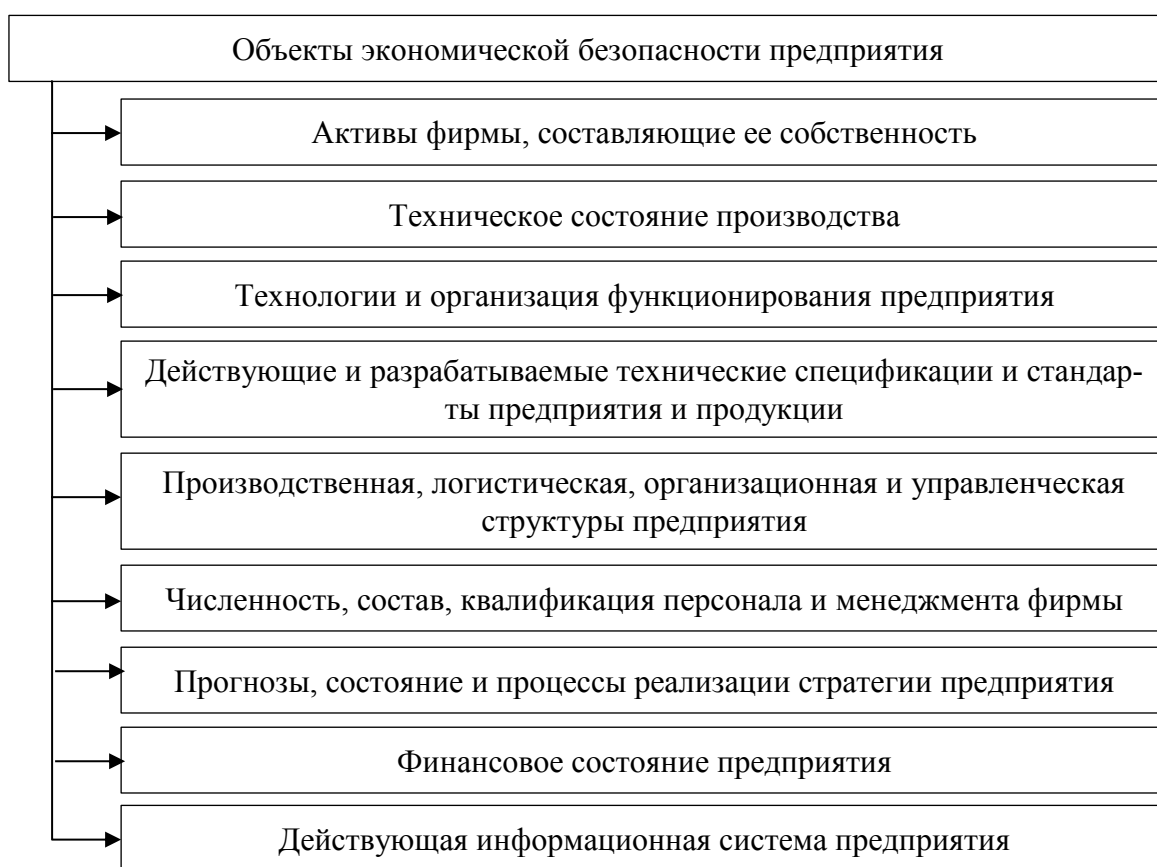 Объекты экономической безопасности предприятия
Активы фирмы, составляющие ее собственность
Техническое состояние производства
Технологии и организация функционирования предприятия
Действующие и разрабатываемые технические спецификации и стандар-
ты предприятия и продукции
Производственная, логистическая, организационная и управленческая
структуры предприятия
Численность, состав, квалификация персонала и менеджмента фирмы
Прогнозы, состояние и процессы реализации стратегии предприятия
Финансовое состояние предприятия
Действующая информационная система предприятия